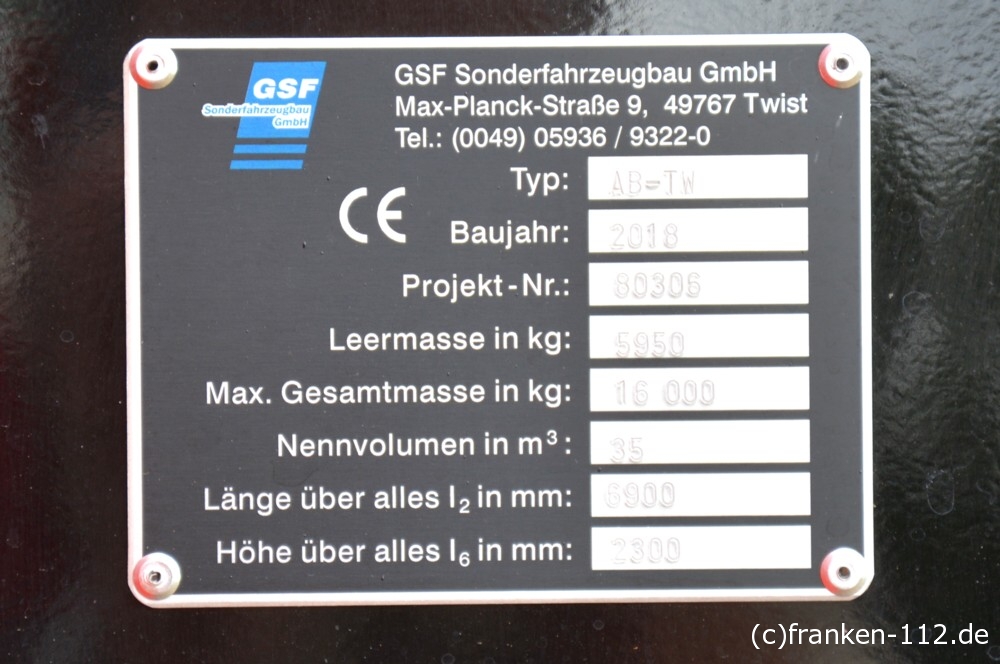 GSF
Sonderfahrzeugbau
GmbH
GSF Sonderfahrzeugbau GmbH
Max-Planck-Straße 9, 49767 Twist
Tel.: (0049) 05936 / 9322-0
CE
Typ: AB-TW
Baujahr: 2018
Projekt-Nr.: 80306
Leermasse in kg: 5950
Max. Gesamtmasse in kg: 16 000
Nennvolumen in m³: 35
Länge über alles l₂ in mm: 6900
Höhe über alles l₆ in mm: 2300
(c)franken-112.de